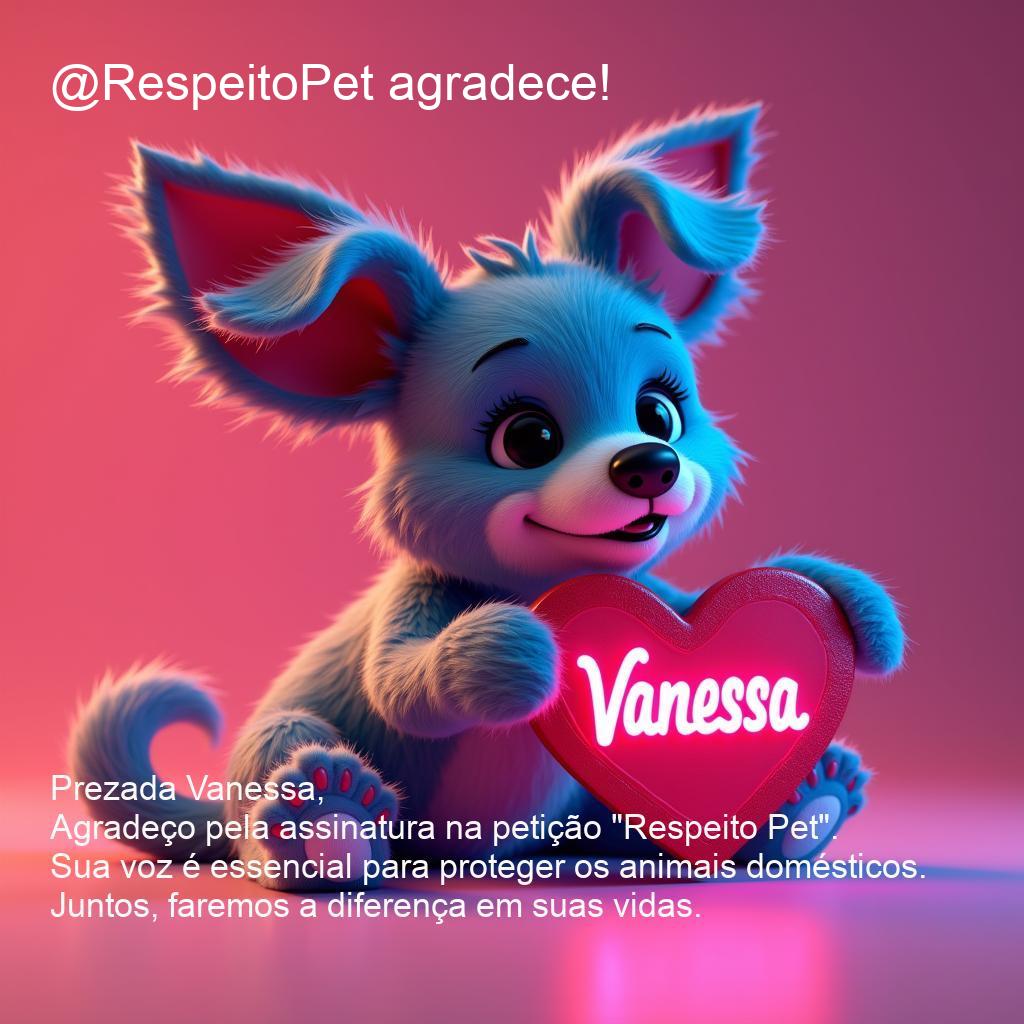 @RespeitoPet agradece!
Vanessa
Prezada Vanessa,
Agradeço pela assinatura na petição "Respeito Pet".
Sua voz é essencial para proteger os animais domésticos.
Juntos, faremos a diferença em suas vidas.